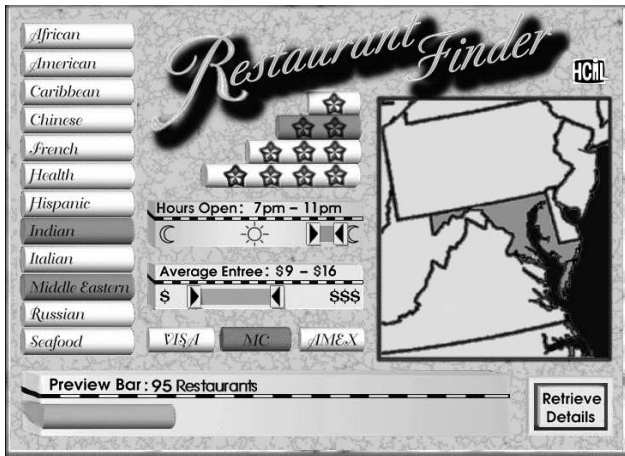 Restaurant Finder
HCIL
African
American
Caribbean
Chinese
French
Health
Hispanic
Indian
Italian
Middle Eastern
Russian
Seafood
Hours Open: 7pm – 11pm
Average Entree: $9 – $16
$ $$$
VISA MC AMEX
Preview Bar: 95 Restaurants
Retrieve
Details